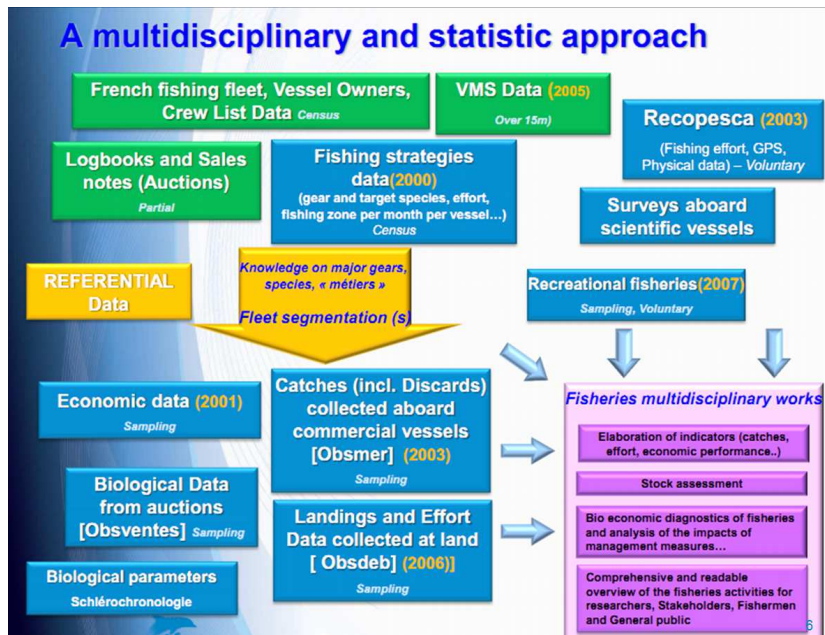 A multidisciplinary and statistic approach
French fishing fleet, Vessel Owners,
Crew List Data Census
VMS Data (2005)
Over 15m)
Recopesca (2003)
(Fishing effort, GPS,
Physical data) – Voluntary
Logbooks and Sales
notes (Auctions)
Partial
Fishing strategies
data(2000)
(gear and target species, effort,
fishing zone per month per vessel…)
Census
Surveys aboard
scientific vessels
REFERENTIAL
Data
Knowledge on major gears,
species, « métiers »
Fleet segmentation (s)
Recreational fisheries(2007)
Sampling, Voluntary
Economic data (2001)
Sampling
Catches (incl. Discards)
collected aboard
commercial vessels
[Obsmer] (2003)
Sampling
Biological Data
from auctions
[Obsventes] Sampling
Landings and Effort
Data collected at land
[ Obsdeb] (2006)]
Sampling
Biological parameters
Schlérochronologie
Fisheries multidisciplinary works
Elaboration of indicators (catches,
effort, economic performance..)
Stock assessment
Bio economic diagnostics of fisheries
and analysis of the impacts of
management measures…
Comprehensive and readable
overview of the fisheries activities for
researchers, Stakeholders, Fishermen
and General public
6